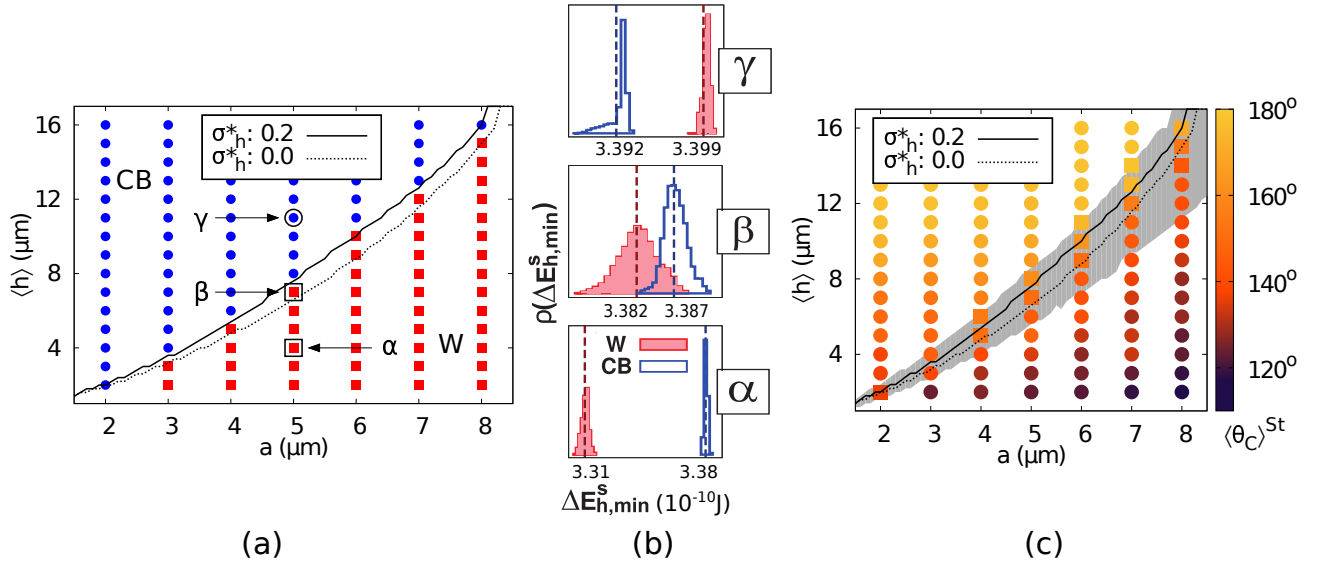 16
12
8
4
⟨h⟩ (μm)
σ*ₕ: 0.2
σ*ₕ: 0.0
CB
γ
β
α
W
2 3 4 5 6 7 8
a (μm)
(a)
γ
3.392 3.399
β
3.382 3.387
W
CB
α
3.31 3.38
ρ(ΔEˢₕ,min)
ΔEˢₕ,min (10⁻¹⁰J)
(b)
16
12
8
4
⟨h⟩ (μm)
σ*ₕ: 0.2
σ*ₕ: 0.0
2 3 4 5 6 7 8
a (μm)
180°
160°
140°
120°
⟨θ_C⟩ˢᵗ
(c)